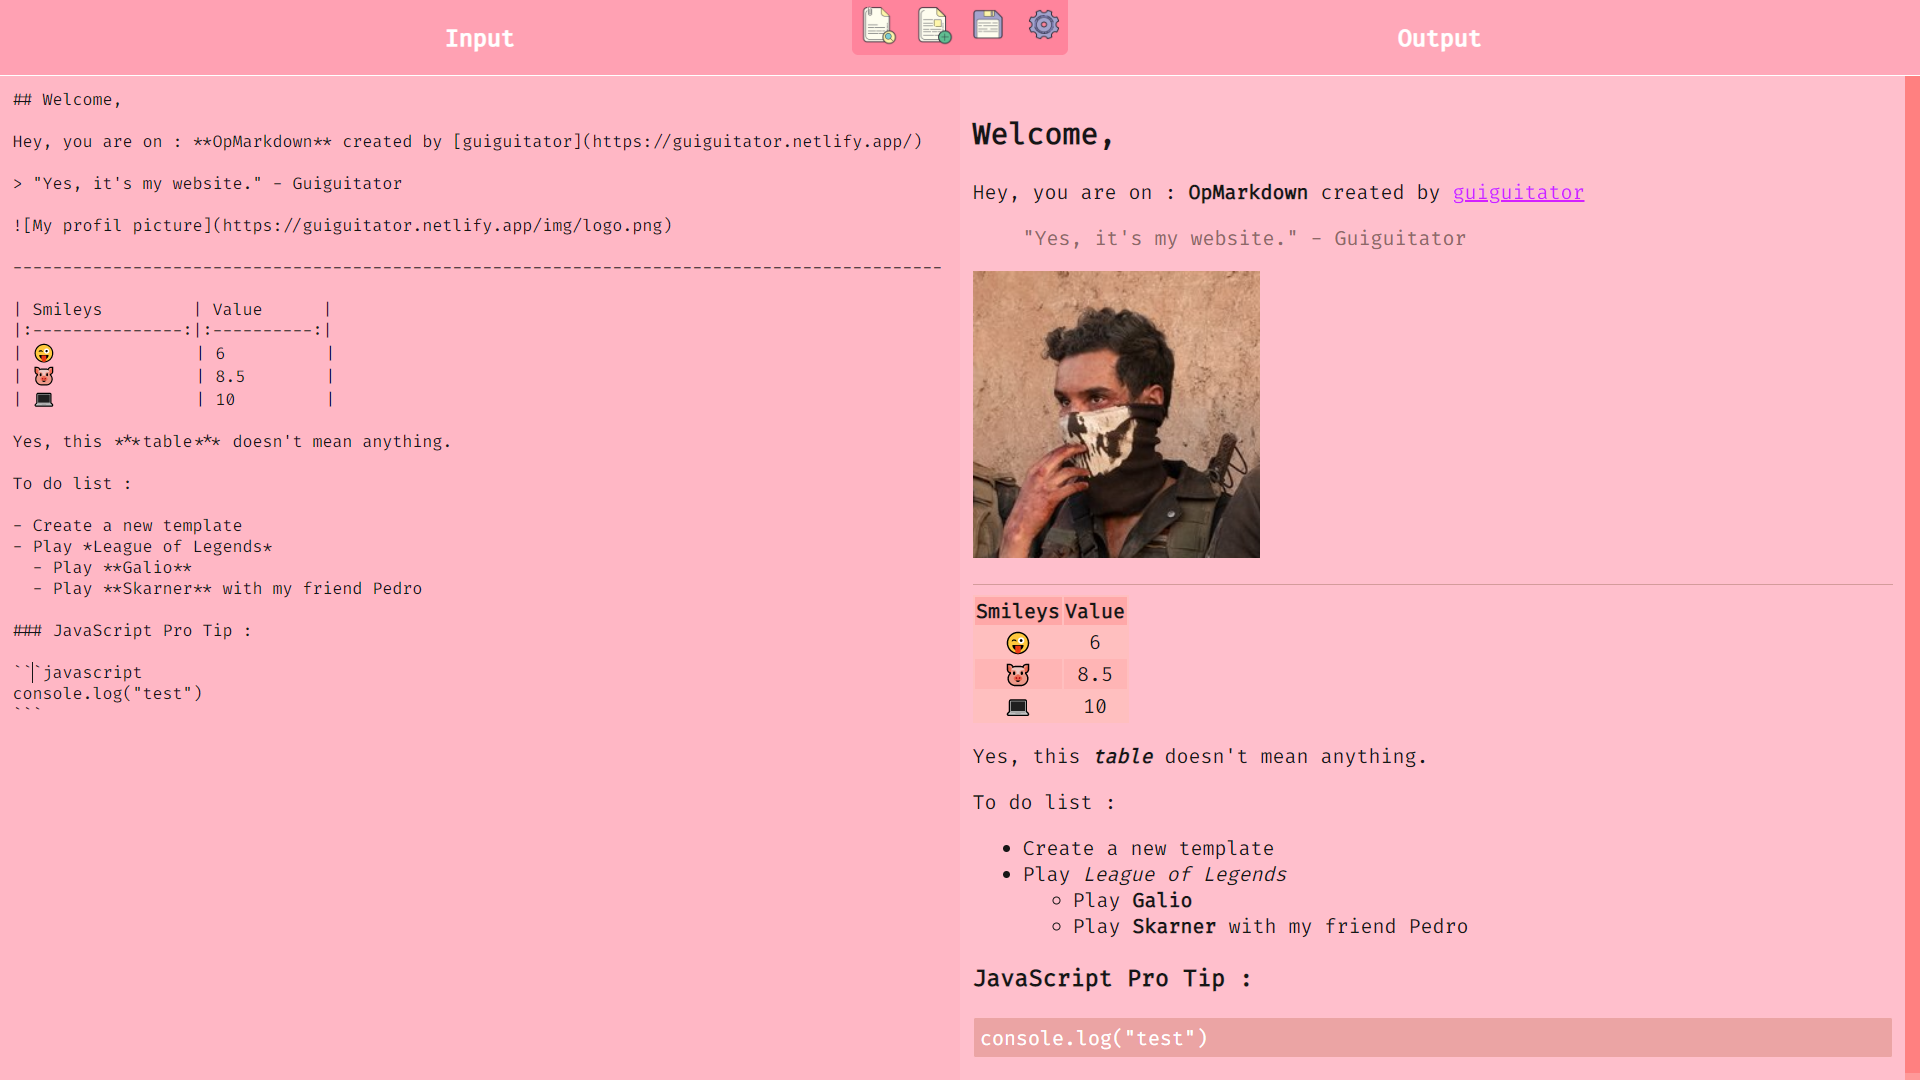 Input
## Welcome,
Hey, you are on : **OpMarkdown** created by [guiguitator](https://guiguitator.netlify.app/)
> "Yes, it's my website." - Guiguitator
![My profil picture](https://guiguitator.netlify.app/img/logo.png)
---------------------------------------------------------------------------------------------
| Smileys | Value |
|:---------------:|:----------:|
| 😜 | 6 |
| 🐷 | 8.5 |
| 💻 | 10 |
Yes, this ***table*** doesn't mean anything.
To do list :
- Create a new template
- Play *League of Legends*
- Play **Galio**
- Play **Skarner** with my friend Pedro
### JavaScript Pro Tip :
```javascript
console.log("test")
```
Output
Welcome,
Hey, you are on : OpMarkdown created by guiguitator
"Yes, it's my website." - Guiguitator
Smileys Value
😜 6
🐷 8.5
💻 10
Yes, this table doesn't mean anything.
To do list :
• Create a new template
• Play League of Legends
◦ Play Galio
◦ Play Skarner with my friend Pedro
JavaScript Pro Tip :
console.log("test")